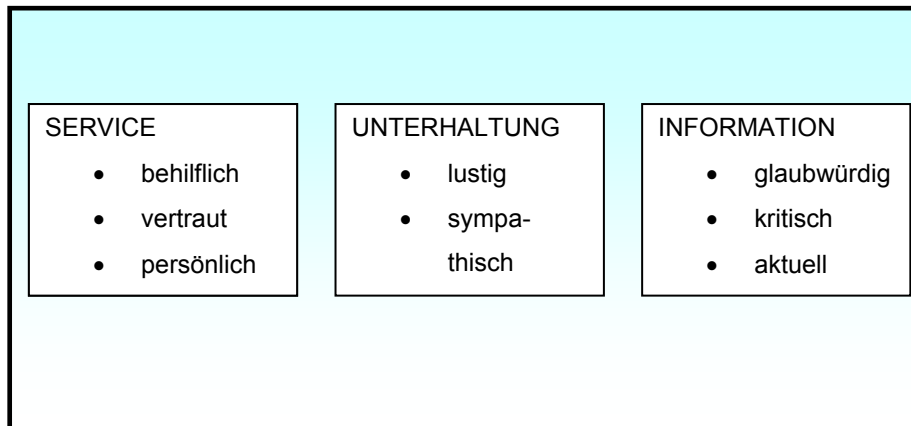 SERVICE
• behilflich
• vertraut
• persönlich
UNTERHALTUNG
• lustig
• sympa-
thisch
INFORMATION
• glaubwürdig
• kritisch
• aktuell